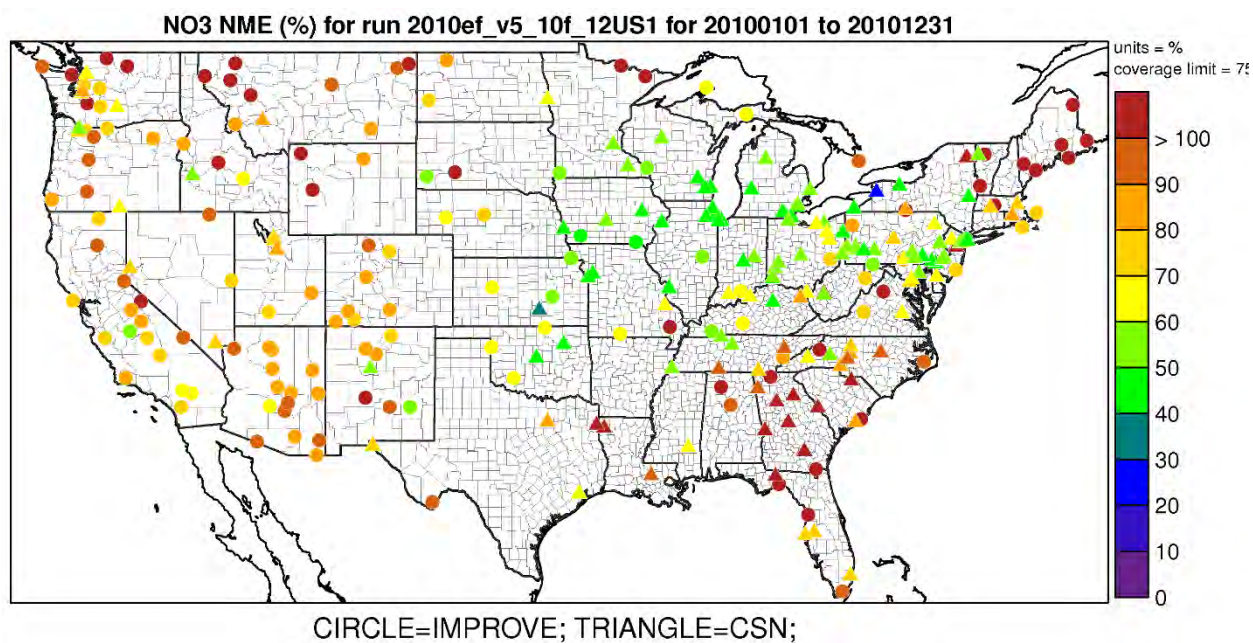 NO3 NME (%) for run 2010ef_v5_10f_12US1 for 20100101 to 20101231
units = %
coverage limit = 75
> 100
90
80
70
60
50
40
30
20
10
0
CIRCLE=IMPROVE; TRIANGLE=CSN;